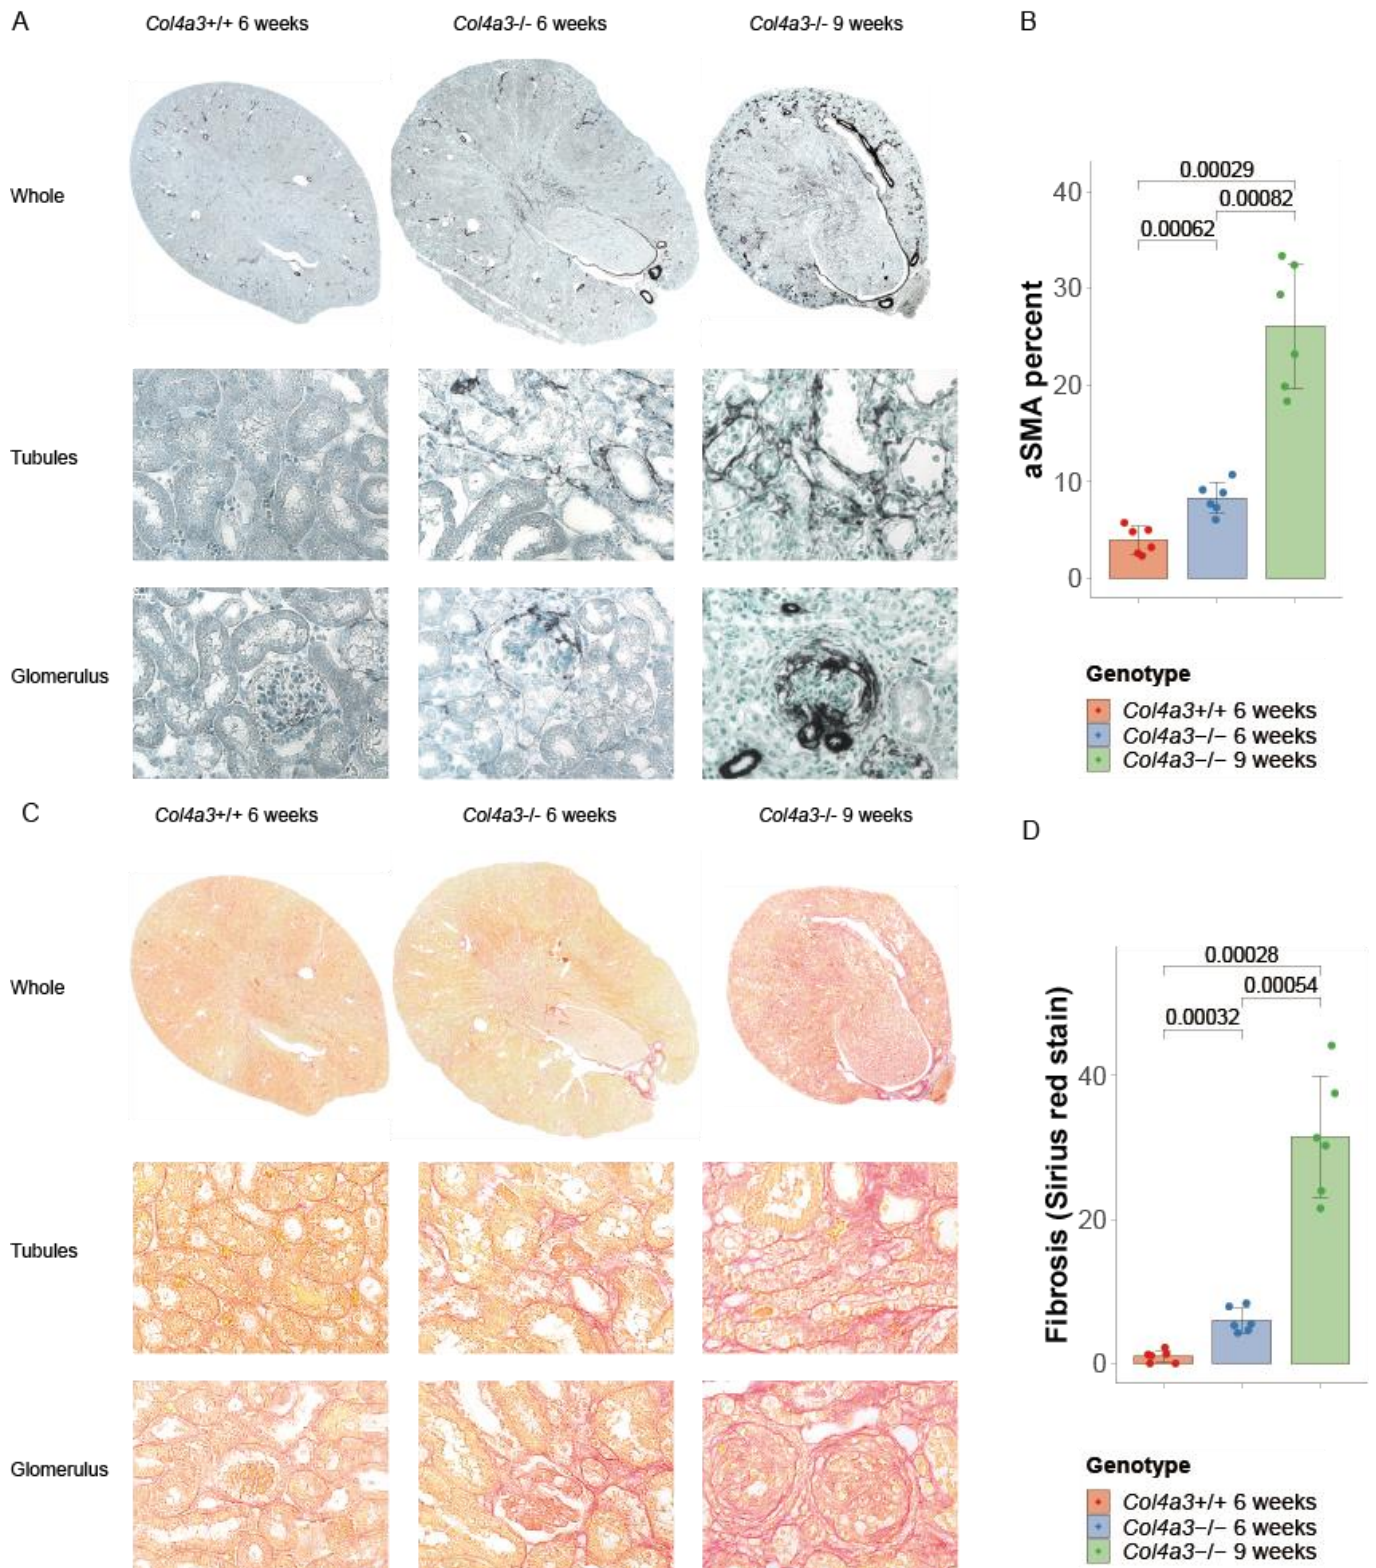 A
Col4a3+/+ 6 weeks
Col4a3-/- 6 weeks
Col4a3-/- 9 weeks
Whole
Tubules
Glomerulus
B
aSMA percent
40
30
20
10
0
0.00029
0.00082
0.00062
Genotype
Col4a3+/+ 6 weeks
Col4a3−/− 6 weeks
Col4a3−/− 9 weeks
C
Col4a3+/+ 6 weeks
Col4a3-/- 6 weeks
Col4a3-/- 9 weeks
Whole
Tubules
Glomerulus
D
Fibrosis (Sirius red stain)
40
20
0
0.00028
0.00054
0.00032
Genotype
Col4a3+/+ 6 weeks
Col4a3−/− 6 weeks
Col4a3−/− 9 weeks